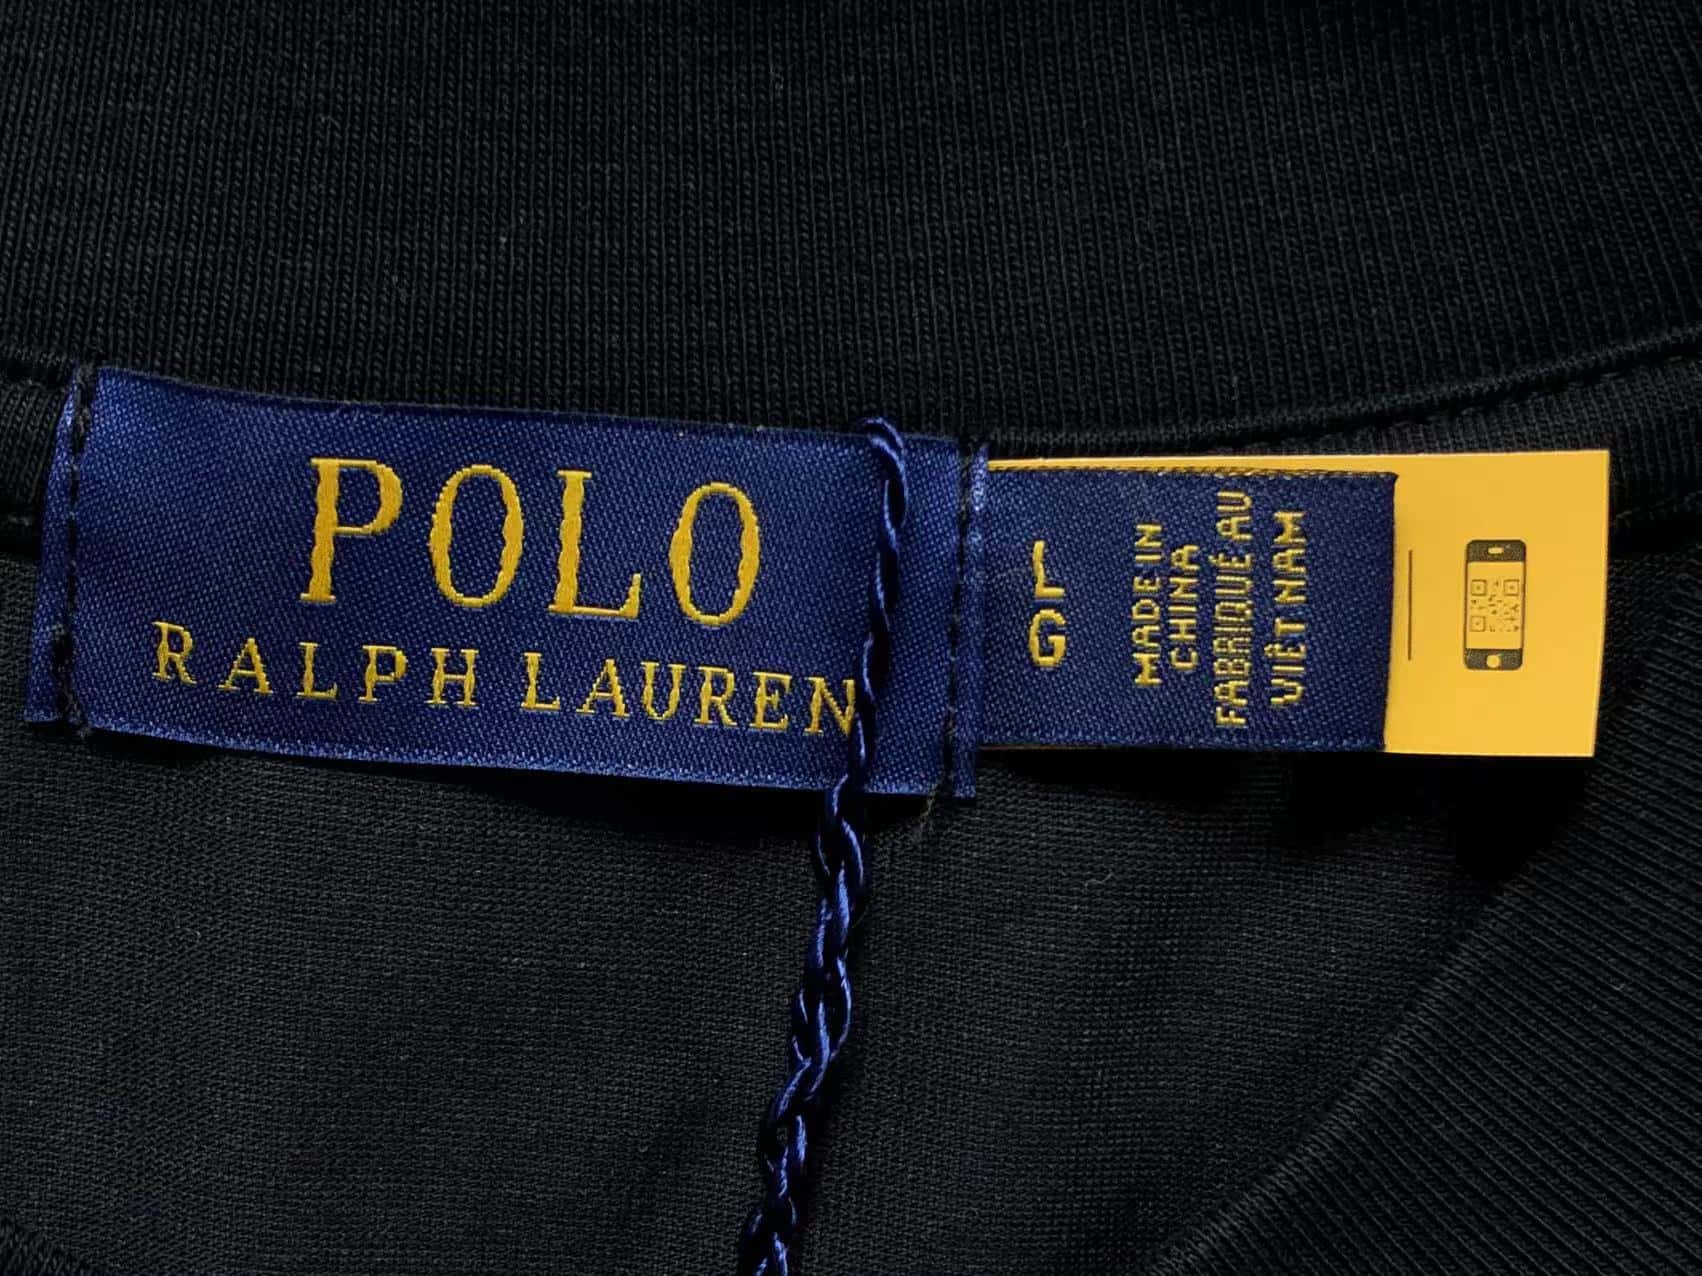 POLO
RALPH LAUREN
L
G
MADE IN
CHINA
FABRIQUÉ AU
VIÊT NAM